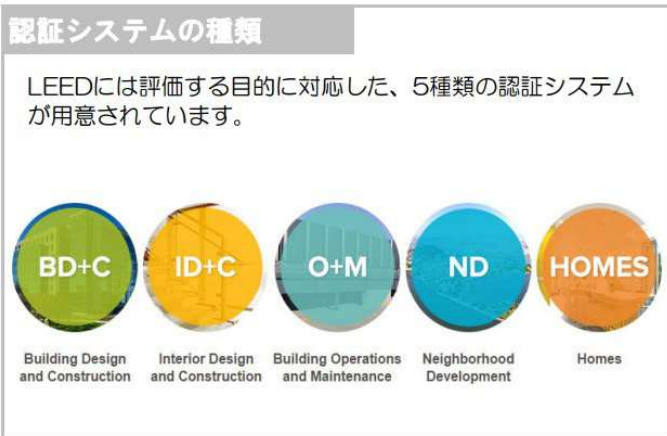 認証システムの種類
LEEDには評価する目的に対応した、5種類の認証システム
が用意されています。
BD+C
ID+C
O+M
ND
HOMES
Building Design
and Construction
Interior Design
and Construction
Building Operations
and Maintenance
Neighborhood
Development
Homes